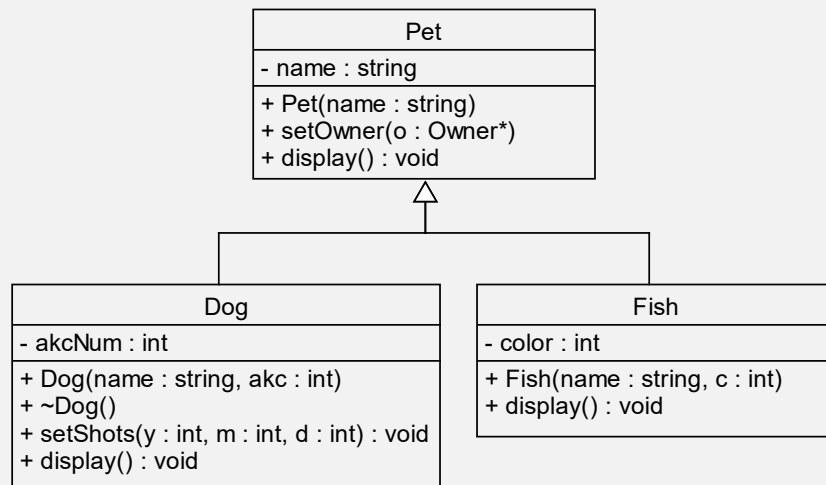 Pet
- name : string
+ Pet(name : string)
+ setOwner(o : Owner*)
+ display() : void
Dog
- akcNum : int
+ Dog(name : string, akc : int)
+ ~Dog()
+ setShots(y : int, m : int, d : int) : void
+ display() : void
Fish
- color : int
+ Fish(name : string, c : int)
+ display() : void